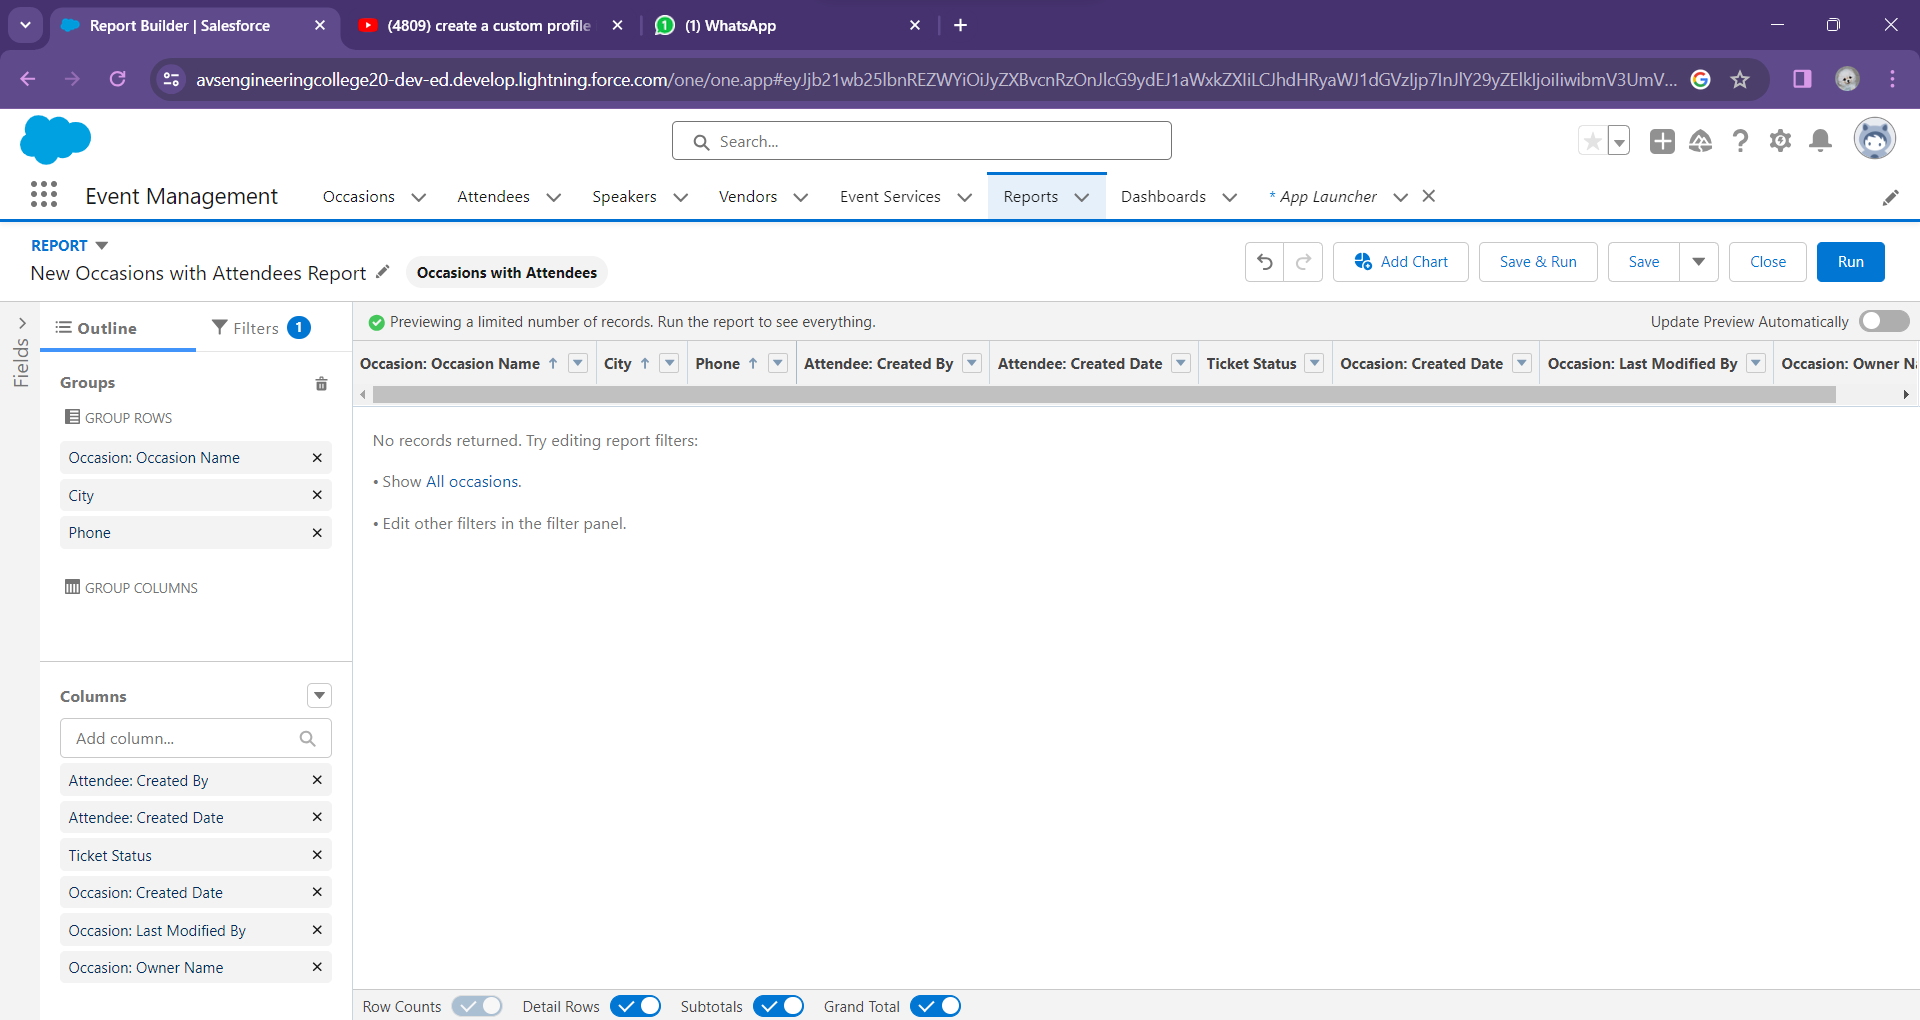 Report Builder | Salesforce
(4809) create a custom profile
(1) WhatsApp
avsengineeringcollege20-dev-ed.develop.lightning.force.com/one/one.app#
Search...
Event Management
Occasions
Attendees
Speakers
Vendors
Event Services
Reports
Dashboards
* App Launcher
REPORT
New Occasions with Attendees Report
Occasions with Attendees
Add Chart
Save & Run
Save
Close
Run
Fields
Outline
Filters 1
Previewing a limited number of records. Run the report to see everything.
Update Preview Automatically
Occasion: Occasion Name
City
Phone
Attendee: Created By
Attendee: Created Date
Ticket Status
Occasion: Created Date
Occasion: Last Modified By
Occasion: Owner
Groups
GROUP ROWS
Occasion: Occasion Name
City
Phone
GROUP COLUMNS
Columns
Add column...
Attendee: Created By
Attendee: Created Date
Ticket Status
Occasion: Created Date
Occasion: Last Modified By
Occasion: Owner Name
No records returned. Try editing report filters:
• Show All occasions.
• Edit other filters in the filter panel.
Row Counts
Detail Rows
Subtotals
Grand Total